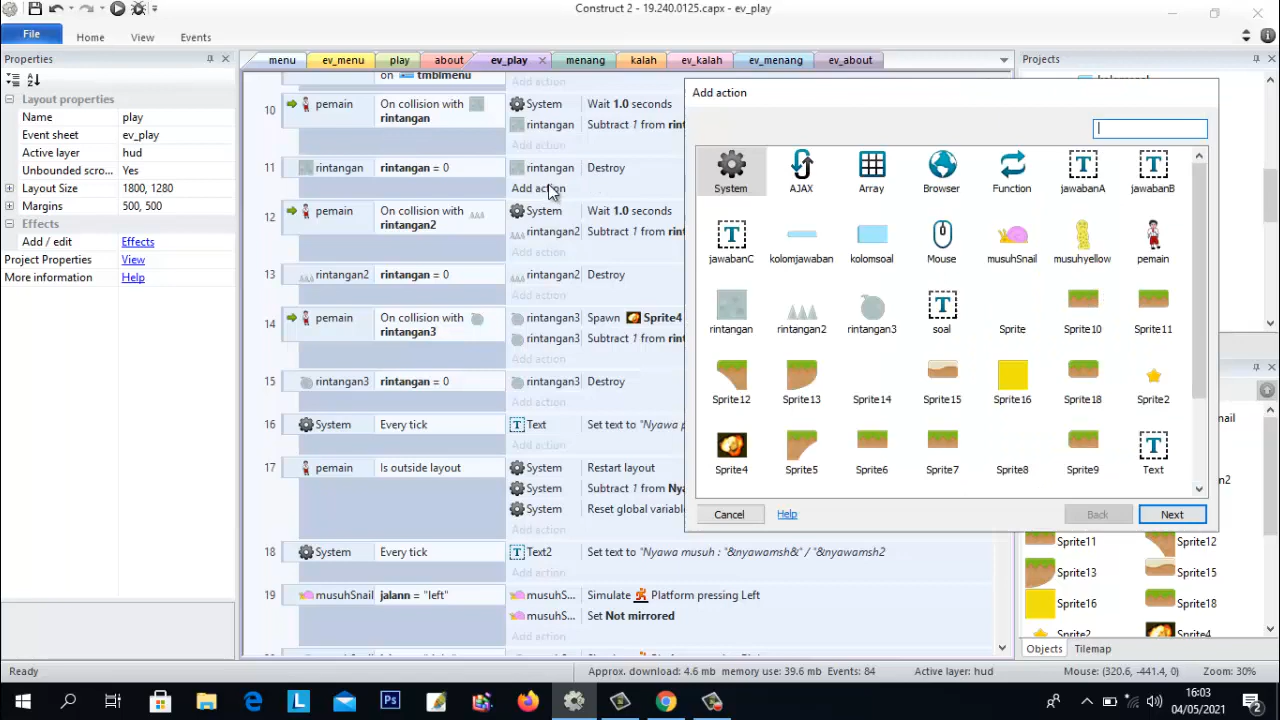 Construct 2 - 19.240.0125.capx - ev_play
File Home View Events
Properties
Layout properties
Name play
Event sheet ev_play
Active layer hud
Unbounded scro... Yes
Layout Size 1800, 1280
Margins 500, 500
Effects
Add / edit Effects
Project Properties View
More information Help
menu ev_menu play about ev_play menang kalah ev_kalah ev_menang ev_about
on tmblmenu
Add action
10 pemain On collision with rintangan System Wait 1.0 seconds
rintangan Subtract 1 from rint
11 rintangan rintangan = 0 rintangan Destroy
Add action
12 pemain On collision with rintangan2 System Wait 1.0 seconds
rintangan2 Subtract 1 from rint
Add action
13 rintangan2 rintangan = 0 rintangan2 Destroy
Add action
14 pemain On collision with rintangan3 rintangan3 Spawn Sprite4
rintangan3 Subtract 1 from rint
15 rintangan3 rintangan = 0 rintangan3 Destroy
Add action
16 System Every tick Text Set text to "Nyawa p
Add action
17 pemain Is outside layout System Restart layout
System Subtract 1 from Nya
System Reset global variabl
Add action
18 System Every tick Text2 Set text to "Nyawa musuh : "&nyawamsh&" / "&nyawamsh2
Add action
19 musuhSnail jalann = "left" musuhS... Simulate Platform pressing Left
musuhS... Set Not mirrored
Add action
Add action
System AJAX Array Browser Function jawabanA jawabanB
jawabanC kolomjawaban kolomsoal Mouse musuhSnail musuhyellow pemain
rintangan rintangan2 rintangan3 soal Sprite Sprite10 Sprite11
Sprite12 Sprite13 Sprite14 Sprite15 Sprite16 Sprite18 Sprite2
Sprite4 Sprite5 Sprite6 Sprite7 Sprite8 Sprite9 Text
Cancel Help Back Next
Projects
nail
n2
Sprite11 Sprite12
Sprite13 Sprite15
Sprite16 Sprite18
Sprite2 Sprite4
Objects Tilemap
Ready Approx. download: 4.6 mb memory use: 39.6 mb Events: 84 Active layer: hud Mouse: (320.6, -441.4, 0) Zoom: 30%
L Ps
16:03
04/05/2021
2